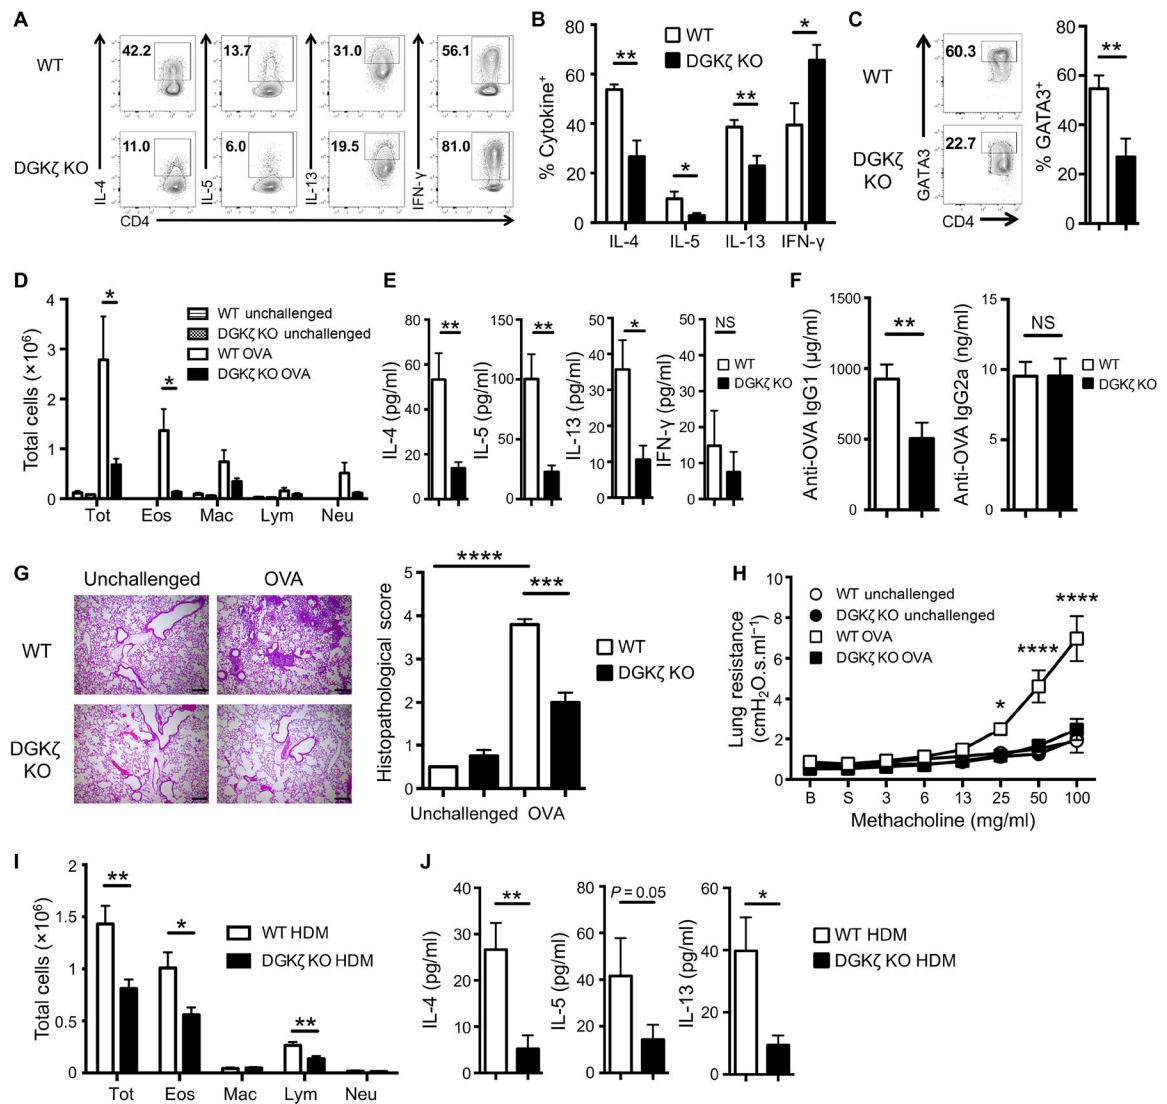 A
WT
DGKζ KO
42.2
13.7
31.0
56.1
11.0
6.0
19.5
81.0
IL-4
IL-5
IL-13
IFN-γ
CD4
B
% Cytokine+
80
60
40
20
0
WT
DGKζ KO
**
*
**
*
IL-4 IL-5 IL-13 IFN-γ
C
WT
DGKζ
KO
60.3
22.7
GATA3
CD4
% GATA3+
80
60
40
20
0
**
D
Total cells (×10⁶)
4
3
2
1
0
*
*
WT unchallenged
DGKζ KO unchallenged
WT OVA
DGKζ KO OVA
Tot Eos Mac Lym Neu
E
IL-4 (pg/ml)
80
60
40
20
0
**
IL-5 (pg/ml)
150
100
50
0
**
IL-13 (pg/ml)
50
40
30
20
10
0
*
IFN-γ (pg/ml)
50
40
30
20
10
0
NS
WT
DGKζ KO
F
Anti-OVA IgG1 (µg/ml)
1500
1000
500
0
**
Anti-OVA IgG2a (ng/ml)
15
10
5
0
NS
WT
DGKζ KO
G
Unchallenged OVA
WT
DGKζ
KO
Histopathological score
5
4
3
2
1
0
****
***
WT
DGKζ KO
Unchallenged OVA
H
Lung resistance
(cmH₂O.s.ml⁻¹)
10
8
6
4
2
0
WT unchallenged
DGKζ KO unchallenged
WT OVA
DGKζ KO OVA
*
****
****
B S 3 6 13 25 50 100
Methacholine (mg/ml)
I
Total cells (×10⁶)
2
1.5
1
0.5
0
**
*
**
WT HDM
DGKζ KO HDM
Tot Eos Mac Lym Neu
J
IL-4 (pg/ml)
40
30
20
10
0
**
IL-5 (pg/ml)
80
60
40
20
0
P = 0.05
IL-13 (pg/ml)
60
40
20
0
*
WT HDM
DGKζ KO HDM